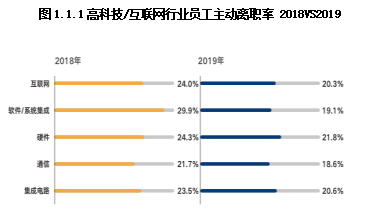 图1.1.1高科技/互联网行业员工主动离职率 2018VS2019
2018年 2019年
互联网 24.0% 20.3%
软件/系统集成 29.9% 19.1%
硬件 24.3% 21.8%
通信 21.7% 18.6%
集成电路 23.5% 20.6%